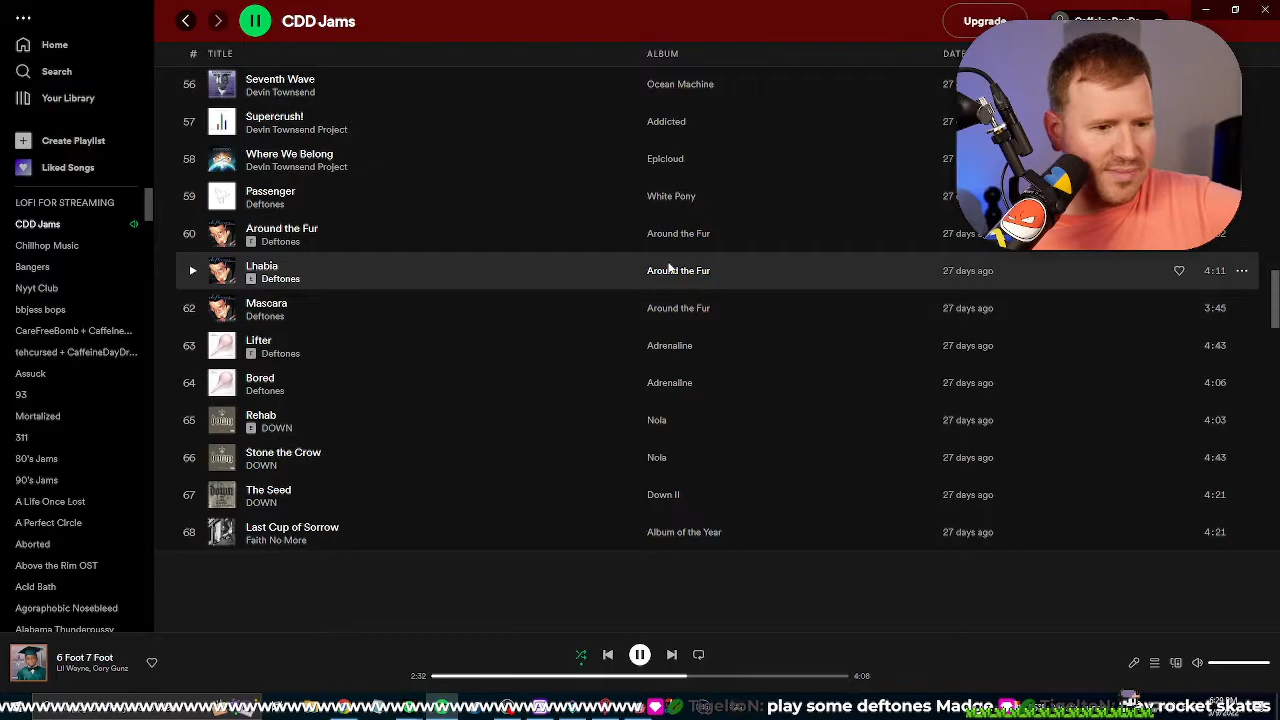 CDD Jams
Upgrade
Home
Search
Your Library
Create Playlist
Liked Songs
LOFI FOR STREAMING
CDD Jams
Chillhop Music
Bangers
Nyyt Club
bbjess bops
CareFreeBomb + Caffeine...
tehcursed + CaffeineDayDr...
Assuck
93
Mortalized
311
80's Jams
90's Jams
A Life Once Lost
A Perfect Circle
Aborted
Above the Rim OST
Acid Bath
Agoraphobic Nosebleed
Alabama Thunderpussy
# TITLE ALBUM
56 Seventh Wave Ocean Machine
Devin Townsend
57 Supercrush! Addicted
Devin Townsend Project
58 Where We Belong Epicloud
Devin Townsend Project
59 Passenger White Pony
Deftones
60 Around the Fur Around the Fur
E Deftones
Lhabia Around the Fur 27 days ago 4:11
E Deftones
62 Mascara Around the Fur 27 days ago 3:45
Deftones
63 Lifter Adrenaline 27 days ago 4:43
E Deftones
64 Bored Adrenaline 27 days ago 4:06
Deftones
65 Rehab Nola 27 days ago 4:03
E DOWN
66 Stone the Crow Nola 27 days ago 4:43
DOWN
67 The Seed Down II 27 days ago 4:21
DOWN
68 Last Cup of Sorrow Album of the Year 27 days ago 4:21
Faith No More
6 Foot 7 Foot
Lil Wayne, Cory Gunz
2:32 4:08
play some deftones Madge
rocket skates